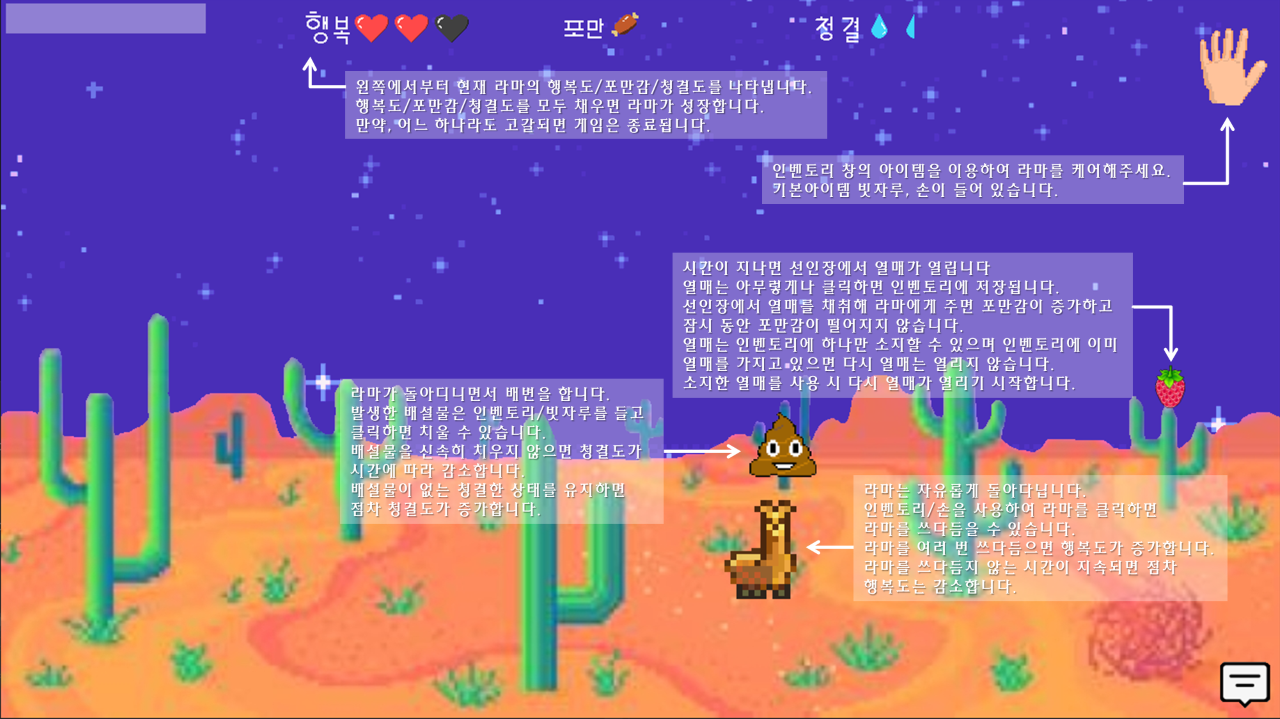 행복
포만
청결
왼쪽에서부터 현재 라마의 행복도/포만감/청결도를 나타냅니다.
행복도/포만감/청결도를 모두 채우면 라마가 성장합니다.
만약, 어느 하나라도 고갈되면 게임은 종료됩니다.
인벤토리 창의 아이템을 이용하여 라마를 케어해주세요.
키본아이템 빗자루, 손이 들어 있습니다.
시간이 지나면 선인장에서 열매가 열립니다
열매는 아무렇게나 클릭하면 인벤토리에 저장됩니다.
선인장에서 열매를 채취해 라마에게 주면 포만감이 증가하고
잠시 동안 포만감이 떨어지지 않습니다.
열매는 인벤토리에 하나만 소지할 수 있으며 인벤토리에 이미
열매를 가지고 있으면 다시 열매는 열리지 않습니다.
소지한 열매를 사용 시 다시 열매가 열리기 시작합니다.
라마가 돌아디니면서 배변을 합니다.
발생한 배설물은 인벤토리/빗자루를 들고
클릭하면 치울 수 있습니다.
배설물을 신속히 치우지 않으면 청결도가
시간에 따라 감소합니다.
배설물이 없는 청결한 상태를 유지하면
점차 청결도가 증가합니다.
라마는 자유롭게 돌아다닙니다.
인벤토리/손을 사용하여 라마를 클릭하면
라마를 쓰다듬을 수 있습니다.
라마를 여러 번 쓰다듬으면 행복도가 증가합니다.
라마를 쓰다듬지 않는 시간이 지속되면 점차
행복도는 감소합니다.